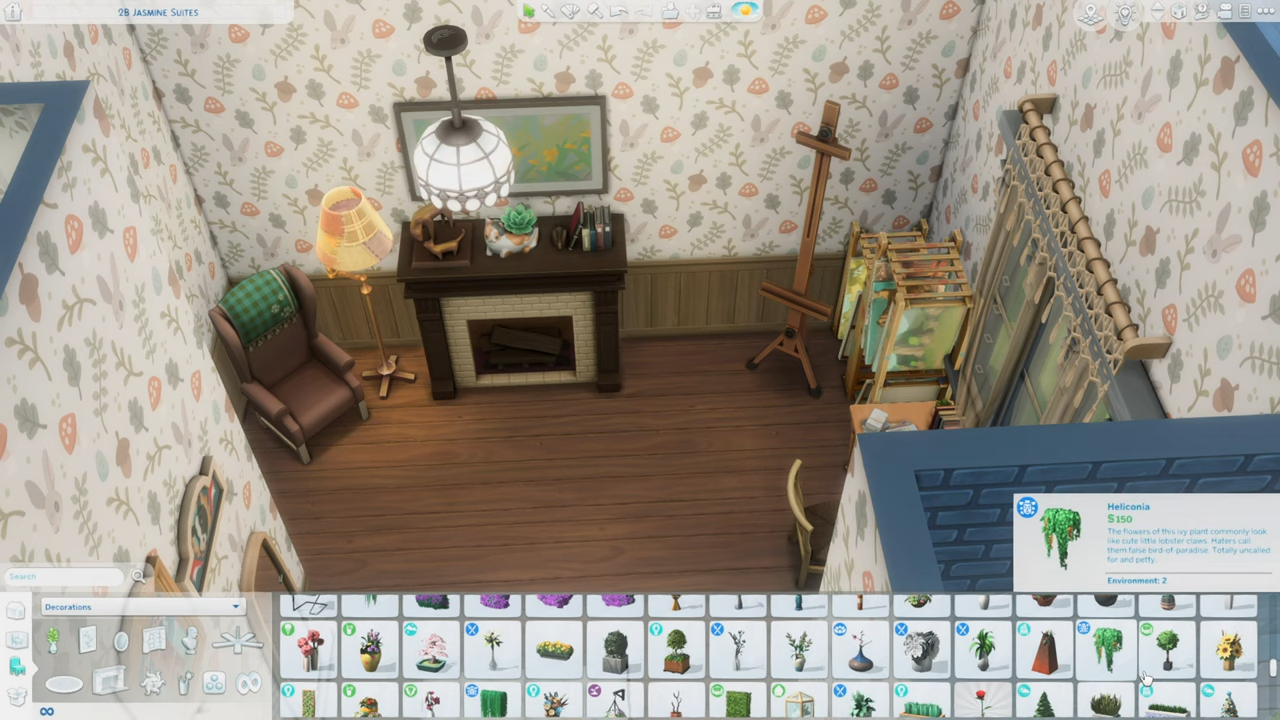 2B JASMINE SUITES
Heliconia
§150
The flowers of this ivy plant commonly look
like cute little lobster claws. Haters call
them false bird-of-paradise. Totally uncalled
for and petty.
Environment: 2
Search
Decorations